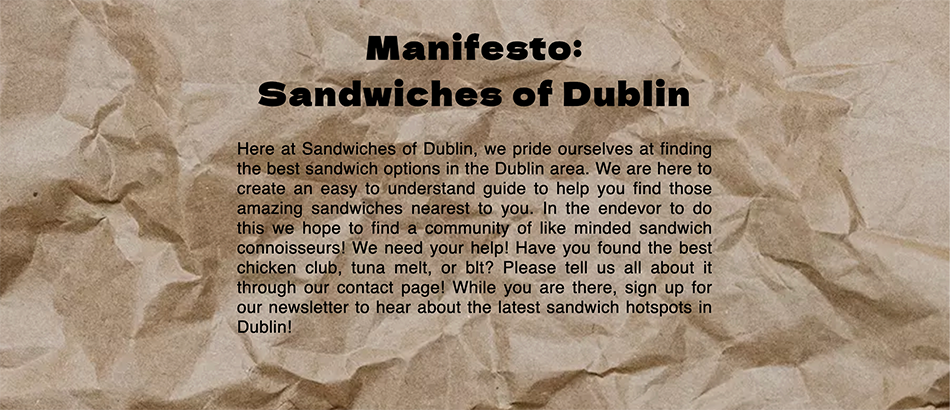 Manifesto:
Sandwiches of Dublin
Here at Sandwiches of Dublin, we pride ourselves at finding
the best sandwich options in the Dublin area. We are here to
create an easy to understand guide to help you find those
amazing sandwiches nearest to you. In the endevor to do
this we hope to find a community of like minded sandwich
connoisseurs! We need your help! Have you found the best
chicken club, tuna melt, or blt? Please tell us all about it
through our contact page! While you are there, sign up for
our newsletter to hear about the latest sandwich hotspots in
Dublin!